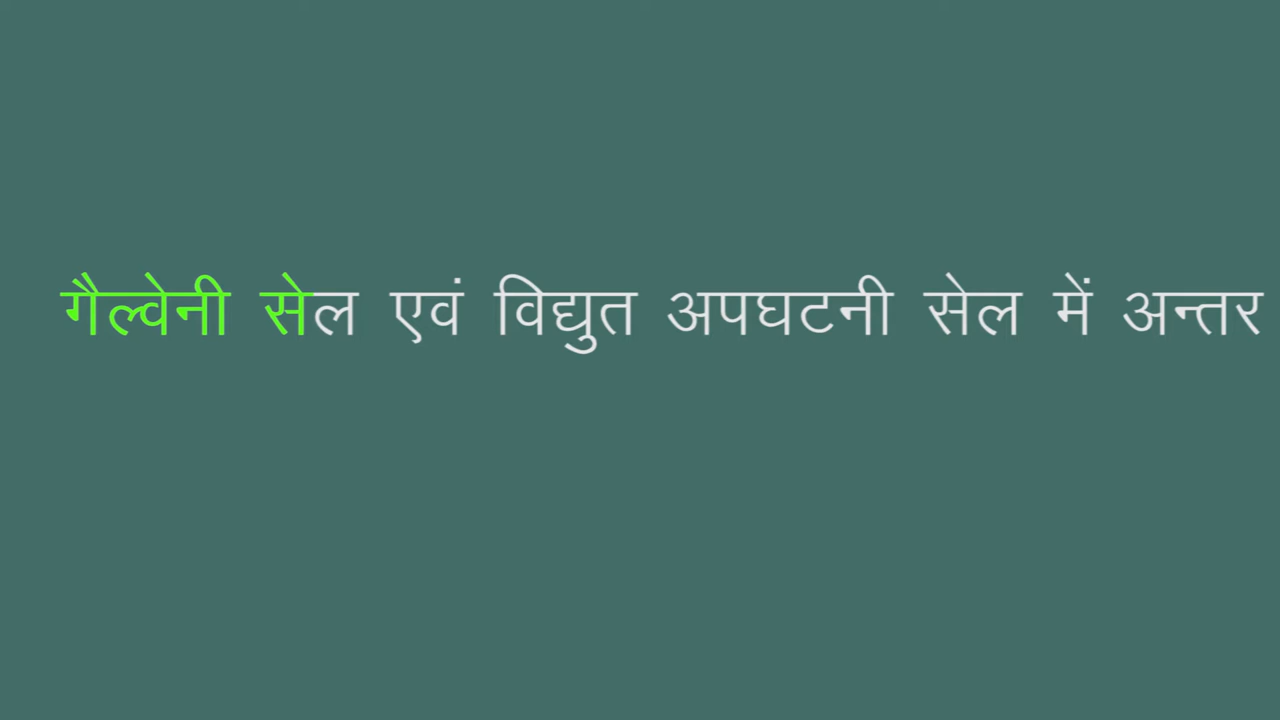 गैल्वेनी सेल एवं विद्युत अपघटनी सेल में अन्तर